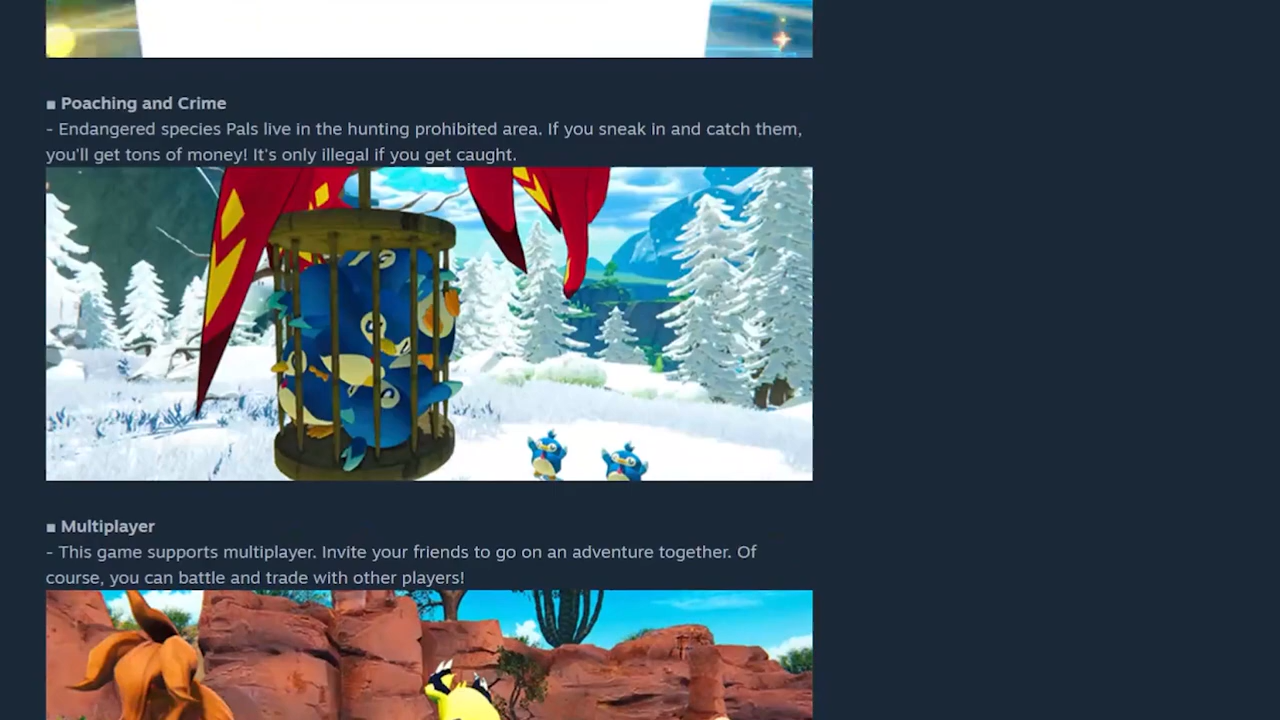 ■ Poaching and Crime
- Endangered species Pals live in the hunting prohibited area. If you sneak in and catch them,
you'll get tons of money! It's only illegal if you get caught.
■ Multiplayer
- This game supports multiplayer. Invite your friends to go on an adventure together. Of
course, you can battle and trade with other players!